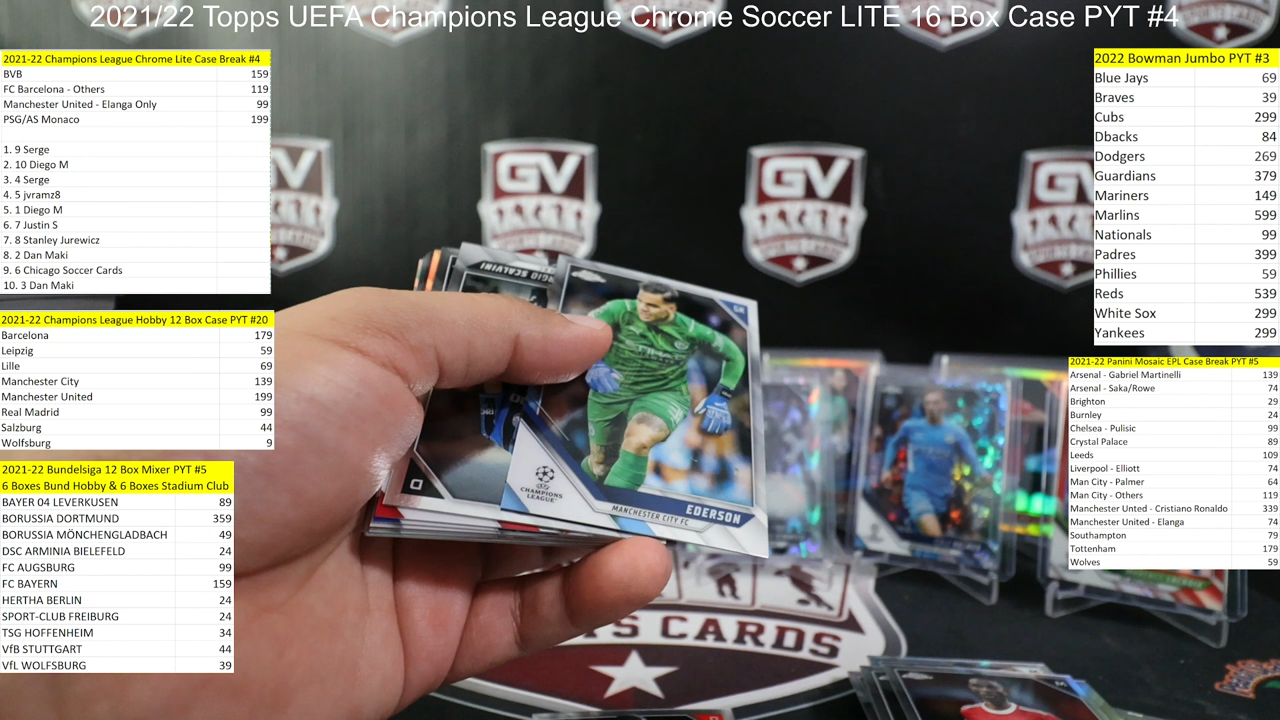 2021/22 Topps UEFA Champions League Chrome Soccer LITE 16 Box Case PYT #4
2021-22 Champions League Chrome Lite Case Break #4
BVB 159
FC Barcelona - Others 119
Manchester United - Elanga Only 99
PSG/AS Monaco 199
1. 9 Serge
2. 10 Diego M
3. 4 Serge
4. 5 jvramz8
5. 1 Diego M
6. 7 Justin S
7. 8 Stanley Jurewicz
8. 2 Dan Maki
9. 6 Chicago Soccer Cards
10. 3 Dan Maki
2021-22 Champions League Hobby 12 Box Case PYT #20
Barcelona 179
Leipzig 59
Lille 69
Manchester City 139
Manchester United 199
Real Madrid 99
Salzburg 44
Wolfsburg 9
2021-22 Bundelsiga 12 Box Mixer PYT #5
6 Boxes Bund Hobby & 6 Boxes Stadium Club
BAYER 04 LEVERKUSEN 89
BORUSSIA DORTMUND 359
BORUSSIA MÖNCHENGLADBACH 49
DSC ARMINIA BIELEFELD 24
FC AUGSBURG 99
FC BAYERN 159
HERTHA BERLIN 24
SPORT-CLUB FREIBURG 24
TSG HOFFENHEIM 34
VfB STUTTGART 44
VfL WOLFSBURG 39
2022 Bowman Jumbo PYT #3
Blue Jays 69
Braves 39
Cubs 299
Dbacks 84
Dodgers 269
Guardians 379
Mariners 149
Marlins 599
Nationals 99
Padres 399
Phillies 59
Reds 539
White Sox 299
Yankees 299
2021-22 Panini Mosaic EPL Case Break PYT #5
Arsenal - Gabriel Martinelli 139
Arsenal - Saka/Rowe 74
Brighton 29
Burnley 24
Chelsea - Pulisic 99
Crystal Palace 89
Leeds 109
Liverpool - Elliott 74
Man City - Palmer 64
Man City - Others 119
Manchester Unted - Cristiano Ronaldo 339
Manchester United - Elanga 74
Southampton 79
Tottenham 179
Wolves 59
GV
GV
GV
SCALVINI
GK
CHAMPIONS
LEAGUE
EDERSON
MANCHESTER CITY FC
D
SPORTS CARDS